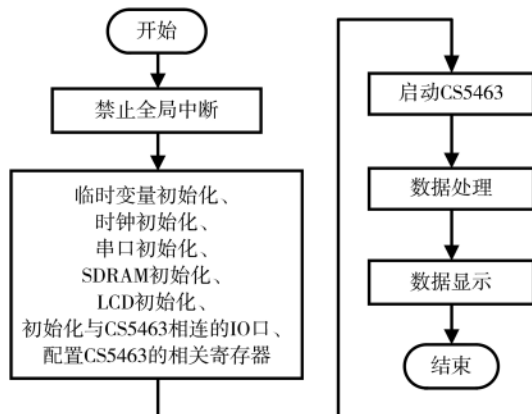 开始
禁止全局中断
临时变量初始化、
时钟初始化、
串口初始化、
SDRAM初始化、
LCD初始化、
初始化与CS5463相连的IO口、
配置CS5463的相关寄存器
启动CS5463
数据处理
数据显示
结束